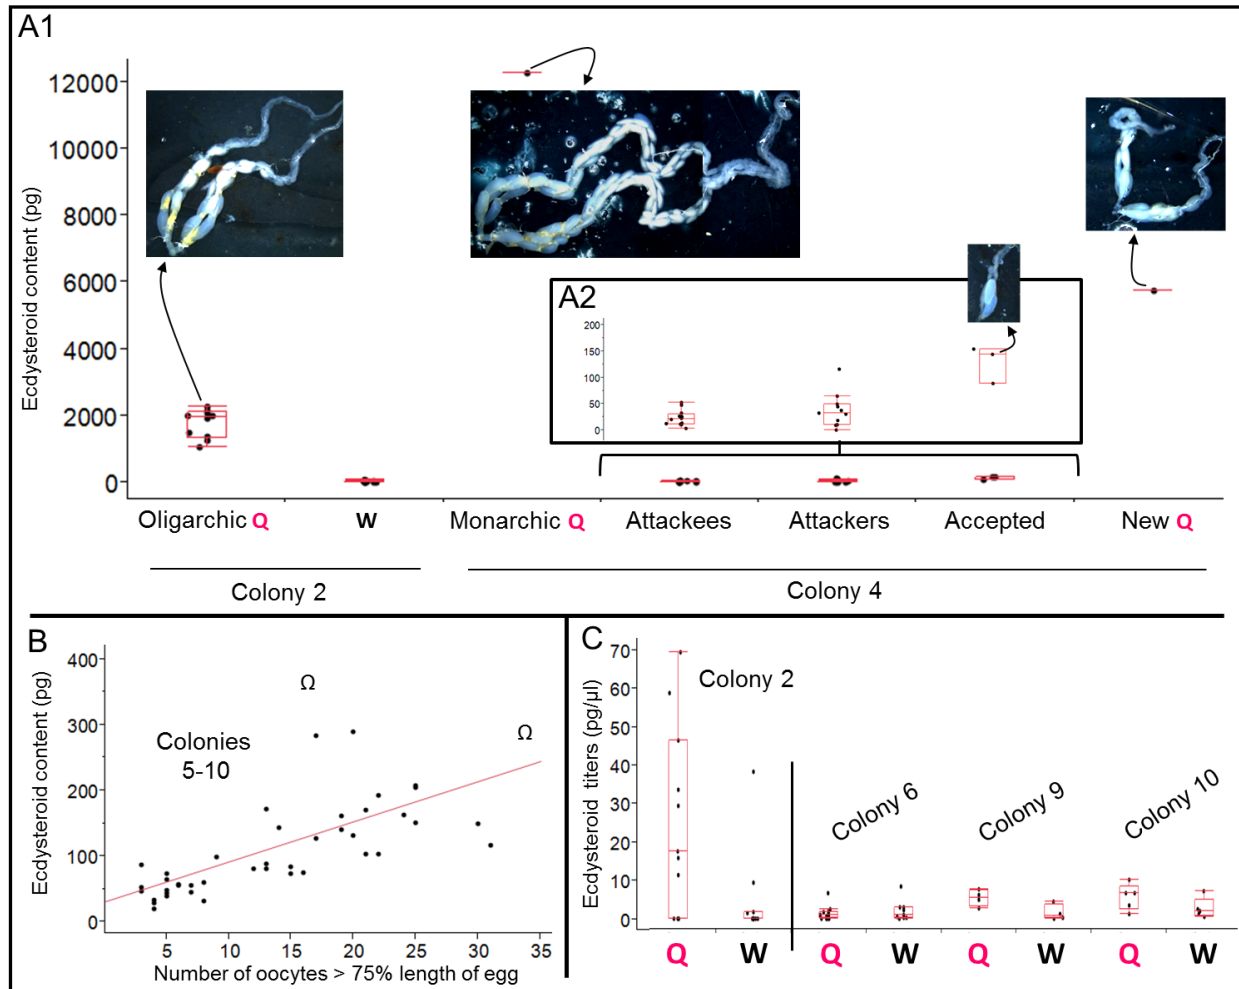 A1
Ecdysteroid content (pg)
12000
10000
8000
6000
4000
2000
0
A2
200
150
100
50
0
Oligarchic Q
W
Monarchic Q
Attackees
Attackers
Accepted
New Q
Colony 2
Colony 4
B
Ecdysteroid content (pg)
400
300
200
100
0
Ω
Ω
Colonies
5-10
5 10 15 20 25 30 35
Number of oocytes > 75% length of egg
C
Ecdysteroid titers (pg/µl)
70
60
50
40
30
20
10
0
Colony 2
Colony 6
Colony 9
Colony 10
Q W Q W Q W Q W